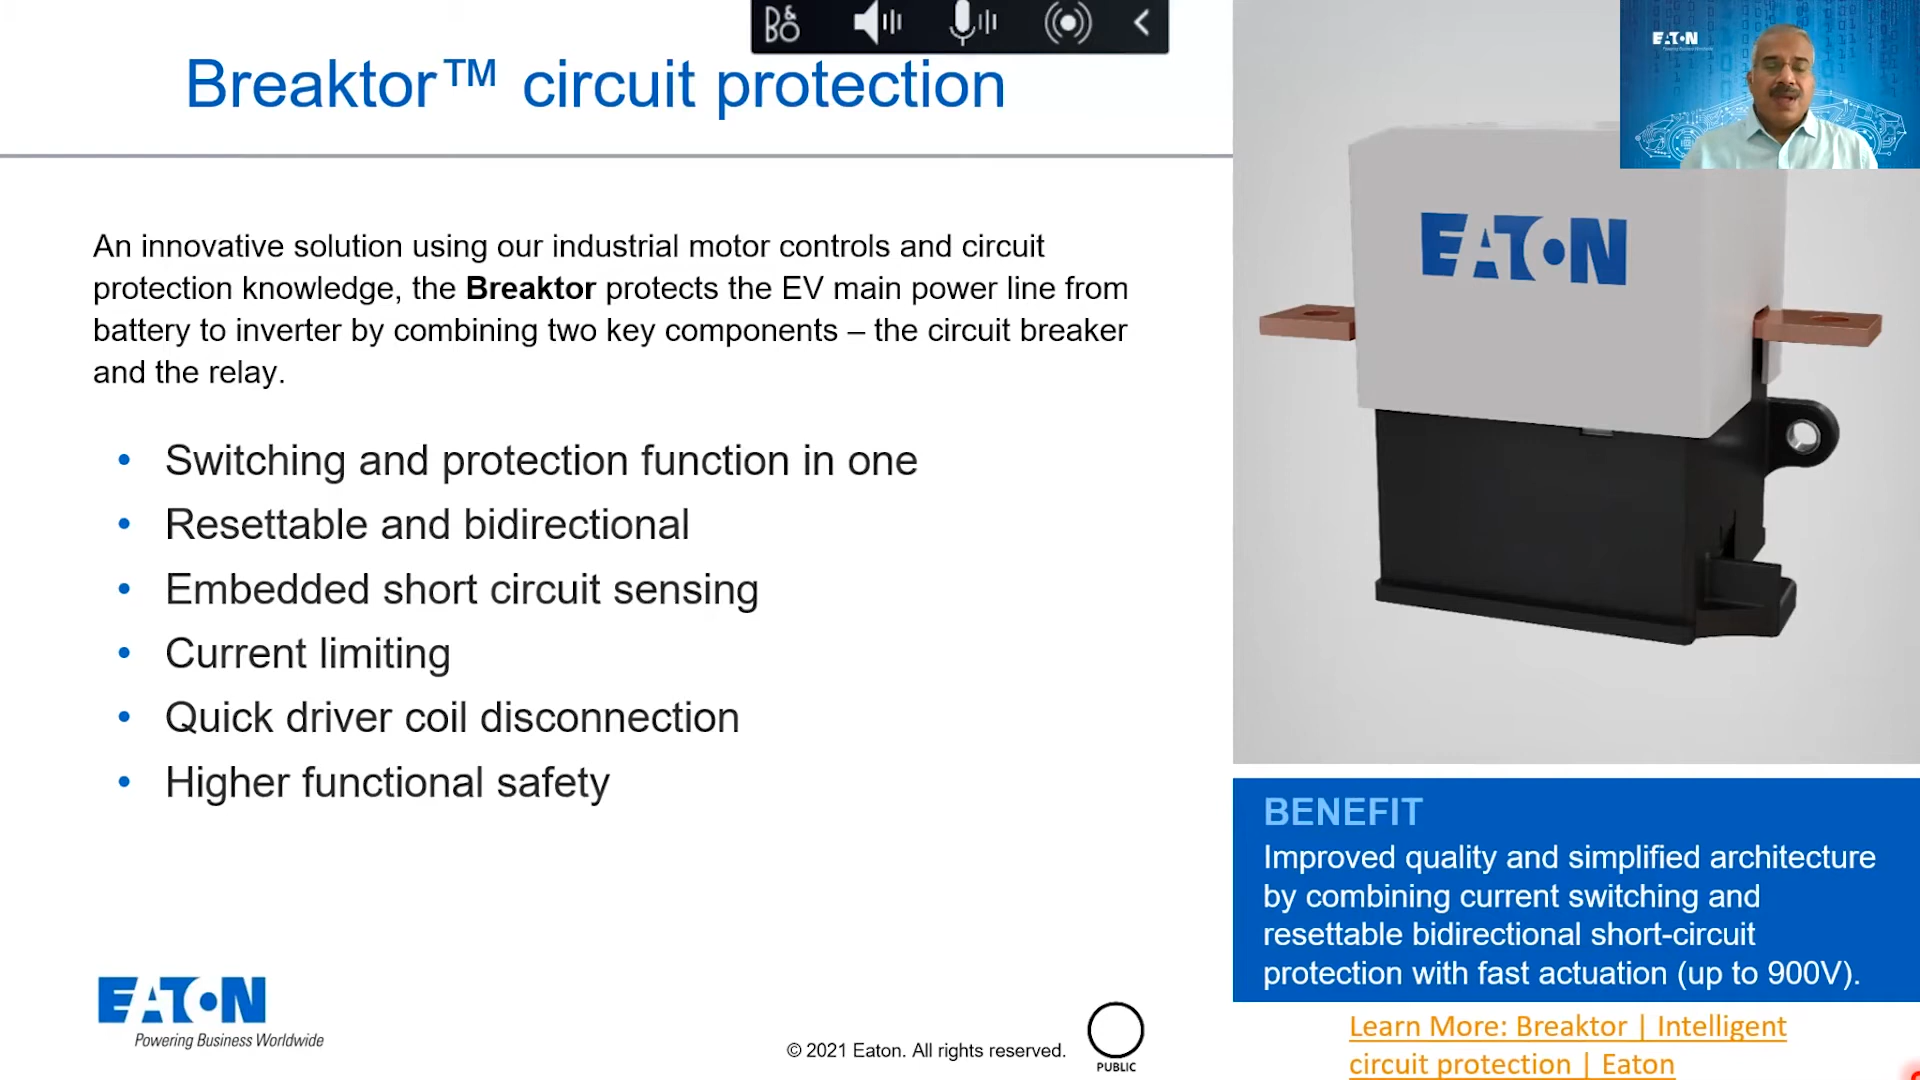 B&O
Breaktor™ circuit protection
EATON
An innovative solution using our industrial motor controls and circuit
protection knowledge, the Breaktor protects the EV main power line from
battery to inverter by combining two key components – the circuit breaker
and the relay.
• Switching and protection function in one
• Resettable and bidirectional
• Embedded short circuit sensing
• Current limiting
• Quick driver coil disconnection
• Higher functional safety
EATON
BENEFIT
Improved quality and simplified architecture
by combining current switching and
resettable bidirectional short-circuit
protection with fast actuation (up to 900V).
Learn More: Breaktor | Intelligent
circuit protection | Eaton
EATON
Powering Business Worldwide
© 2021 Eaton. All rights reserved.
PUBLIC